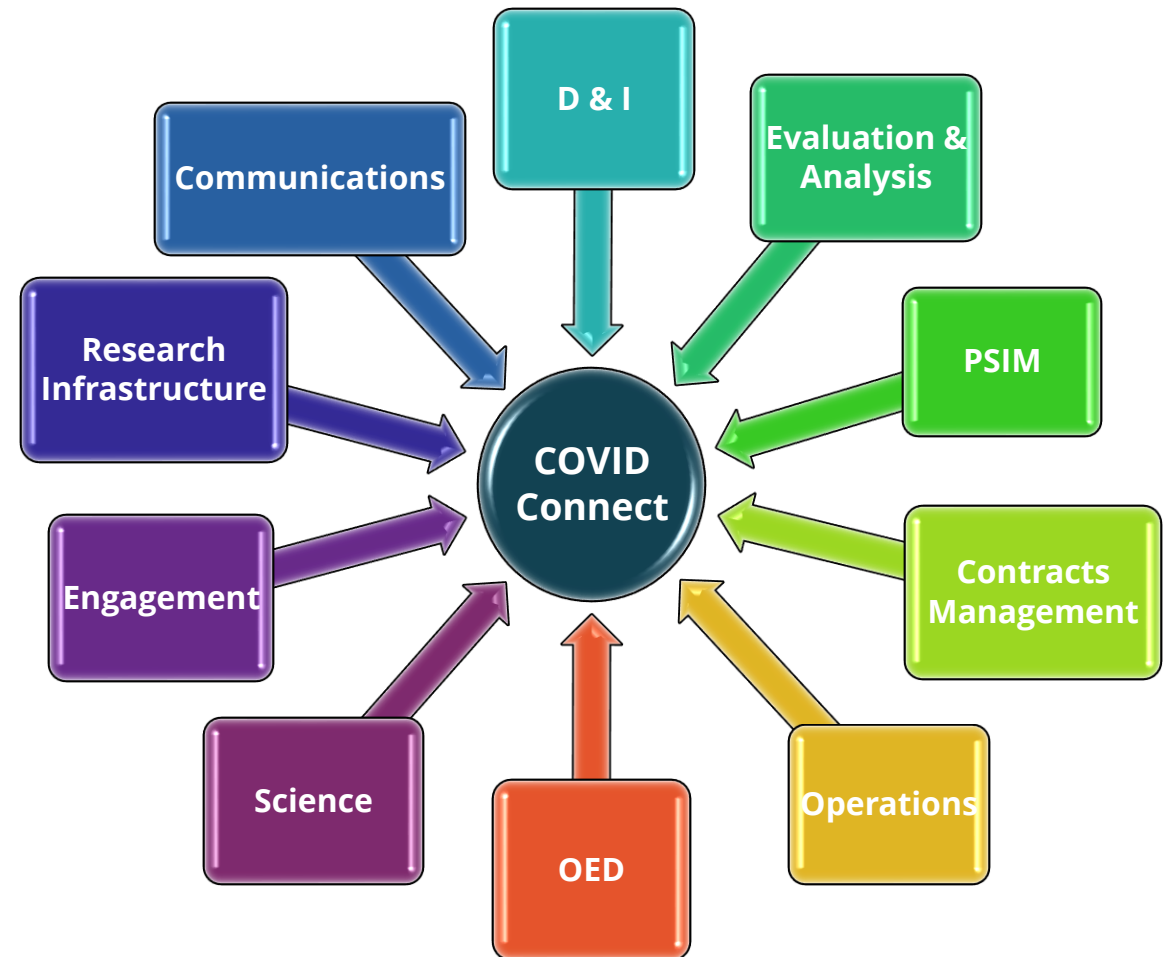 D & I
Evaluation &
Analysis
Communications
PSIM
Research
Infrastructure
COVID
Connect
Contracts
Management
Engagement
Science
Operations
OED